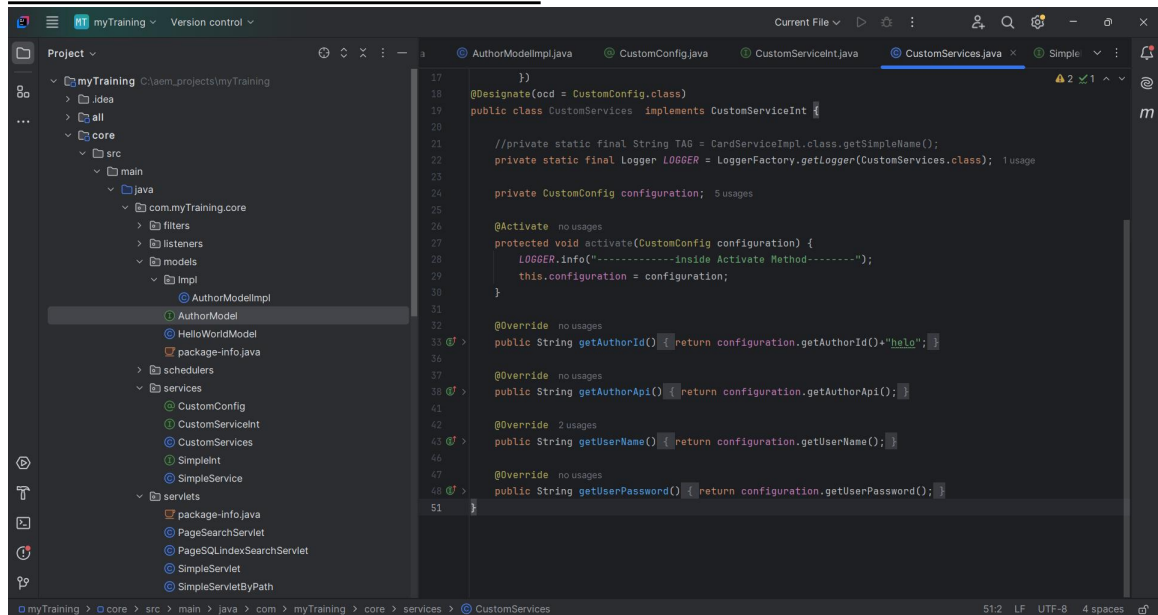 MT myTraining Version control Current File
Project
AuthorModelImpl.java CustomConfig.java CustomServiceInt.java CustomServices.java Simple
myTraining C:\aem_projects\myTraining
.idea
all
core
src
main
java
com.myTraining.core
filters
listeners
models
Impl
AuthorModelImpl
AuthorModel
HelloWorldModel
package-info.java
schedulers
services
CustomConfig
CustomServiceInt
CustomServices
SimpleInt
SimpleService
servlets
package-info.java
PageSearchServlet
PageSQLindexSearchServlet
SimpleServlet
SimpleServletByPath
2 1
17 })
18 @Designate(ocd = CustomConfig.class)
19 public class CustomServices implements CustomServiceInt {
20
21 //private static final String TAG = CardServiceImpl.class.getSimpleName();
22 private static final Logger LOGGER = LoggerFactory.getLogger(CustomServices.class); 1 usage
23
24 private CustomConfig configuration; 5 usages
25
26 @Activate no usages
27 protected void activate(CustomConfig configuration) {
28 LOGGER.info("-------------inside Activate Method--------");
29 this.configuration = configuration;
30 }
31
32 @Override no usages
33 public String getAuthorId() { return configuration.getAuthorId()+"helo"; }
36
37 @Override no usages
38 public String getAuthorApi() { return configuration.getAuthorApi(); }
41
42 @Override 2 usages
43 public String getUserName() { return configuration.getUserName(); }
46
47 @Override no usages
48 public String getUserPassword() { return configuration.getUserPassword(); }
51 }
myTraining > core > src > main > java > com > myTraining > core > services > CustomServices 51:2 LF UTF-8 4 spaces